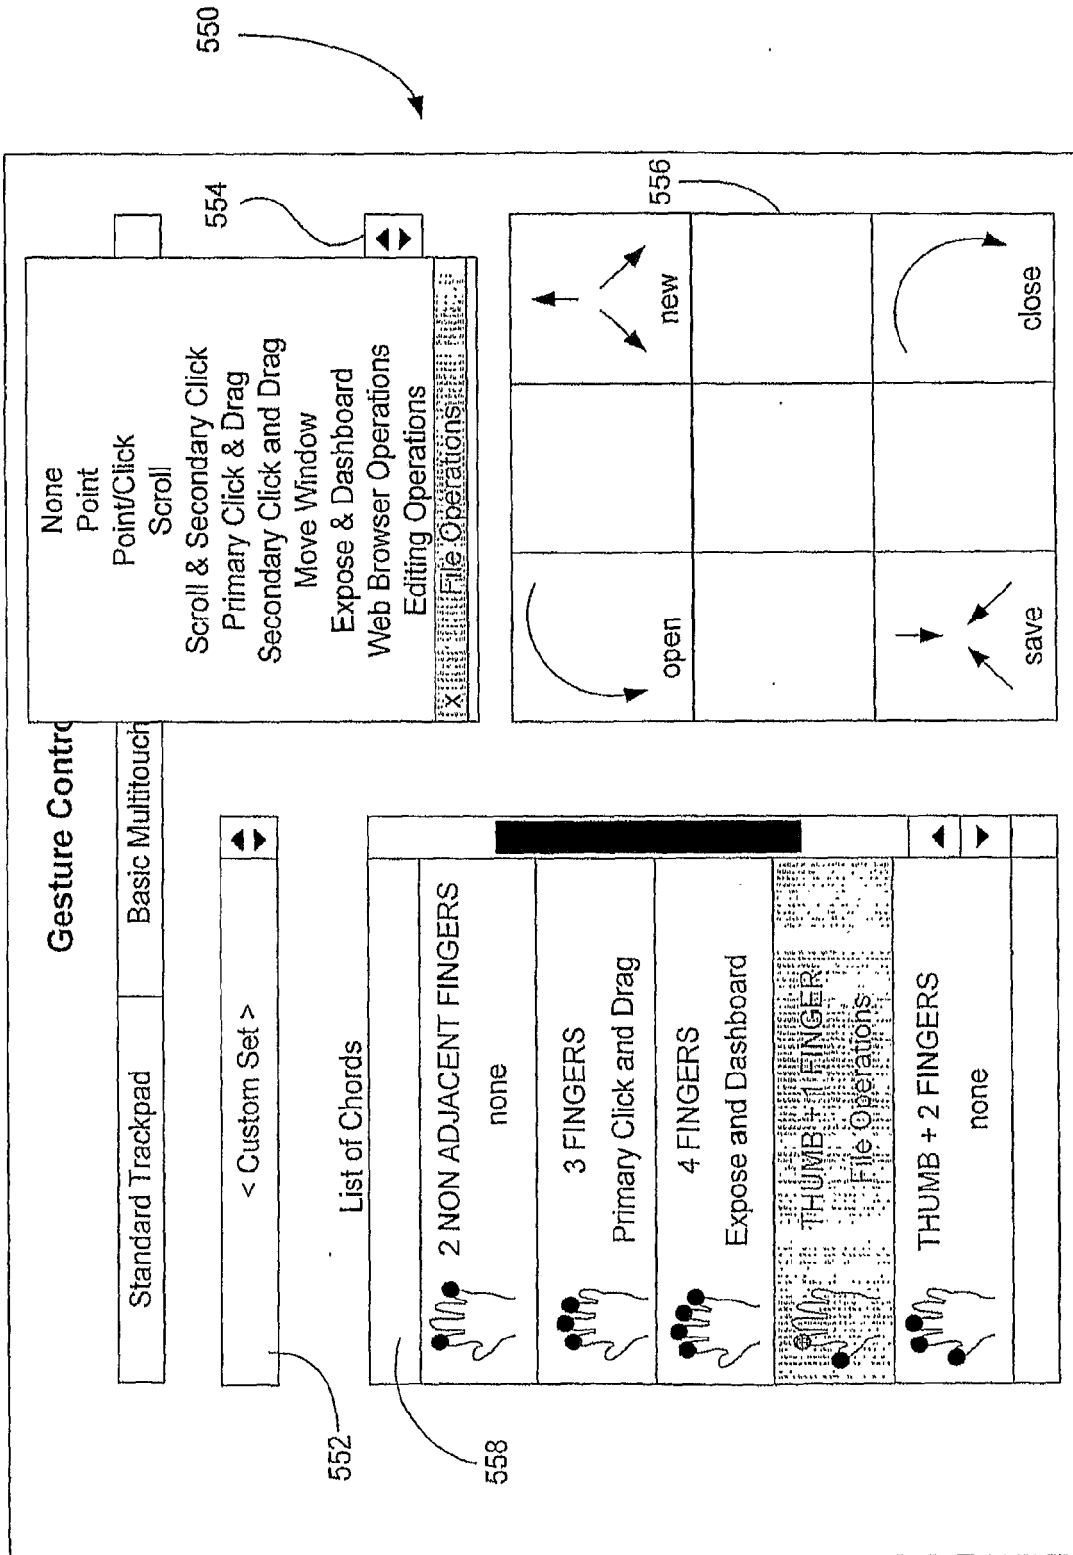 550
Gesture Contro
Standard Trackpad
Basic Multitouch
552
< Custom Set >
List of Chords
558
2 NON ADJACENT FINGERS
none
3 FINGERS
Primary Click and Drag
4 FINGERS
Expose and Dashboard
THUMB + 1 FINGER
File Operations
THUMB + 2 FINGERS
none
None
Point
Point/Click
Scroll
Scroll & Secondary Click
Primary Click & Drag
Secondary Click and Drag
Move Window
Expose & Dashboard
Web Browser Operations
Editing Operations
X File Operations
554
556
open
new
save
close